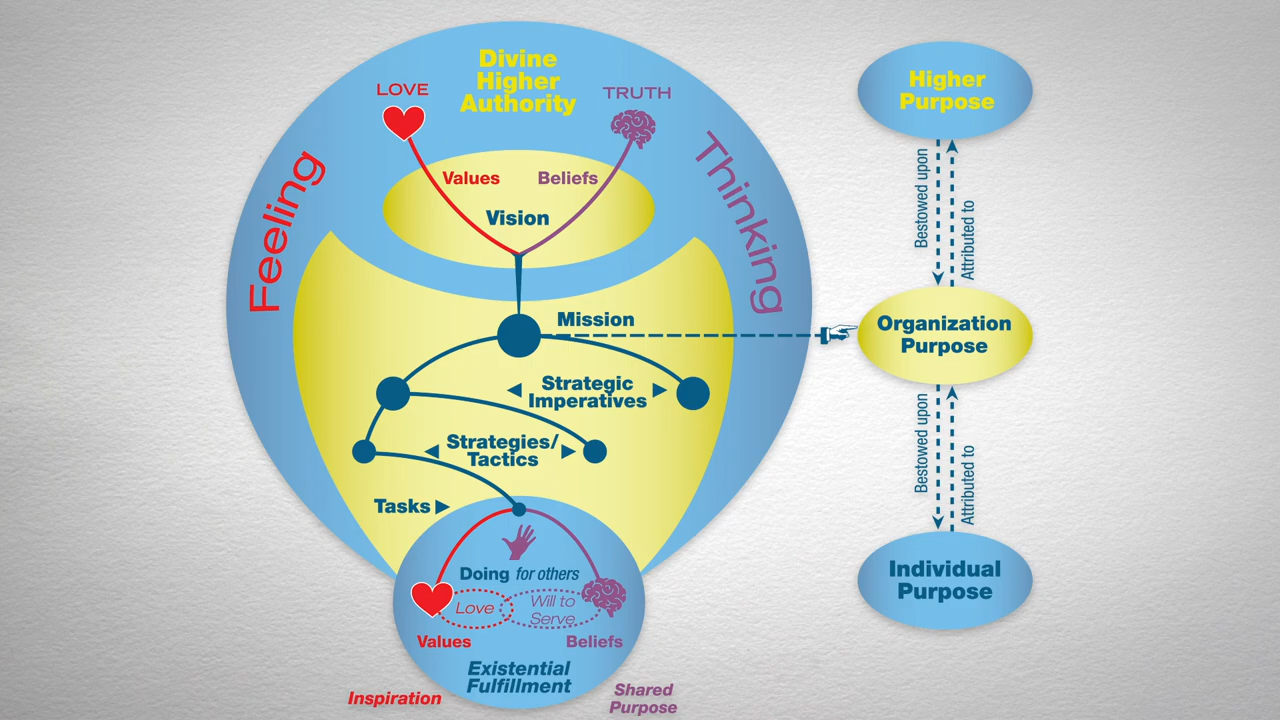 Divine
Higher
Authority
LOVE
TRUTH
Feeling
Thinking
Values
Beliefs
Vision
Mission
Strategic
Imperatives
Strategies/
Tactics
Tasks
Doing for others
Love
Will to
Serve
Values
Beliefs
Existential
Fulfillment
Inspiration
Shared
Purpose
Higher
Purpose
Bestowed upon
Attributed to
Organization
Purpose
Bestowed upon
Attributed to
Individual
Purpose